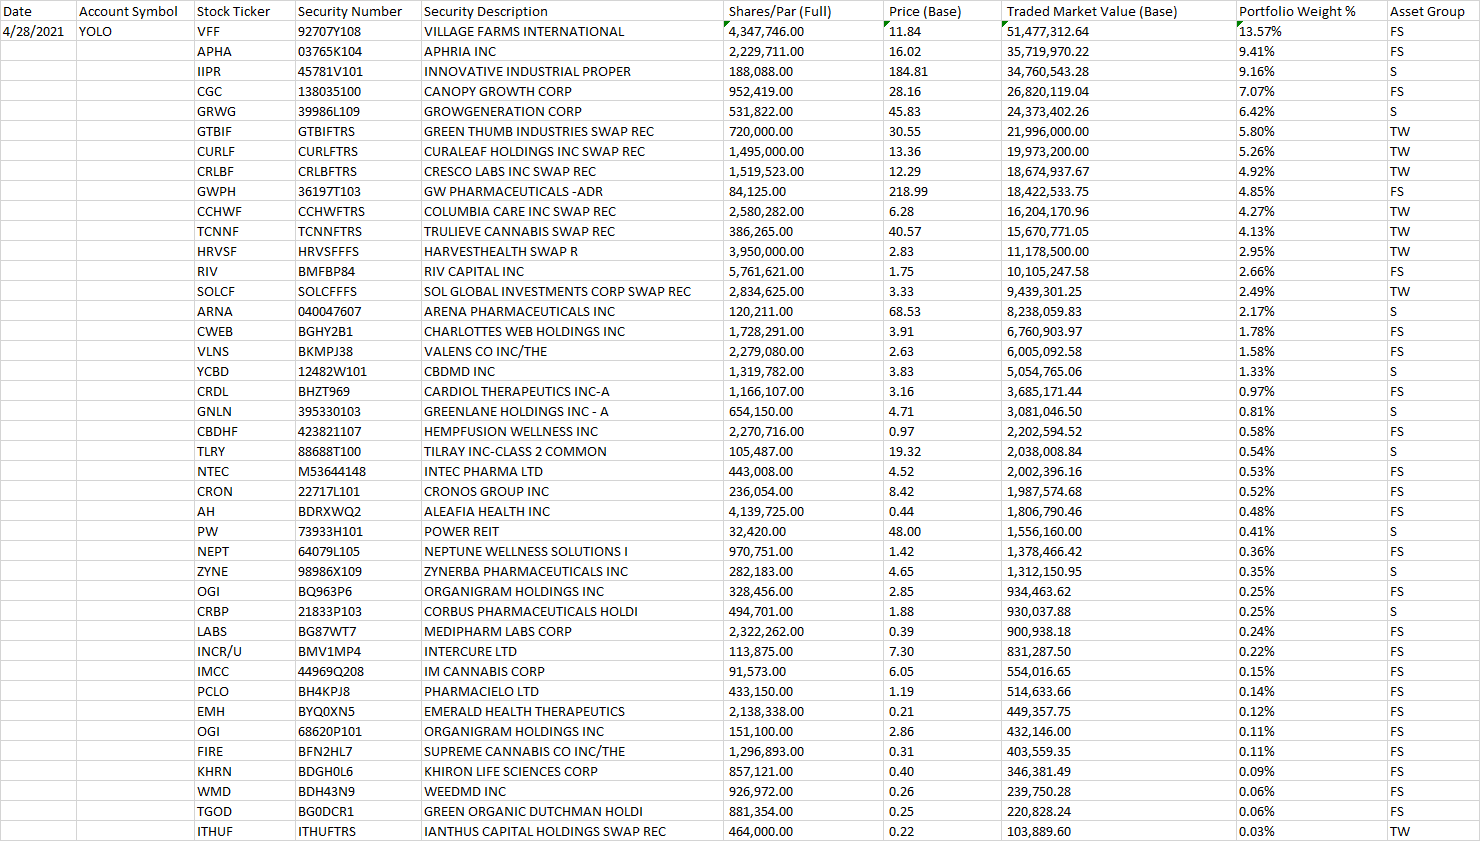 Date Account Symbol Stock Ticker Security Number Security Description Shares/Par (Full) Price (Base) Traded Market Value (Base) Portfolio Weight % Asset Group
4/28/2021 YOLO VFF 92707Y108 VILLAGE FARMS INTERNATIONAL 4,347,746.00 11.84 51,477,312.64 13.57% FS
APHA 03765K104 APHRIA INC 2,229,711.00 16.02 35,719,970.22 9.41% FS
IIPR 45781V101 INNOVATIVE INDUSTRIAL PROPER 188,088.00 184.81 34,760,543.28 9.16% S
CGC 138035100 CANOPY GROWTH CORP 952,419.00 28.16 26,820,119.04 7.07% FS
GRWG 39986L109 GROWGENERATION CORP 531,822.00 45.83 24,373,402.26 6.42% S
GTBIF GTBIFTRS GREEN THUMB INDUSTRIES SWAP REC 720,000.00 30.55 21,996,000.00 5.80% TW
CURLF CURLFTRS CURALEAF HOLDINGS INC SWAP REC 1,495,000.00 13.36 19,973,200.00 5.26% TW
CRLBF CRLBFTRS CRESCO LABS INC SWAP REC 1,519,523.00 12.29 18,674,937.67 4.92% TW
GWPH 36197T103 GW PHARMACEUTICALS -ADR 84,125.00 218.99 18,422,533.75 4.85% FS
CCHWF CCHWFTRS COLUMBIA CARE INC SWAP REC 2,580,282.00 6.28 16,204,170.96 4.27% TW
TCNNF TCNNFTRS TRULIEVE CANNABIS SWAP REC 386,265.00 40.57 15,670,771.05 4.13% TW
HRVSF HRVSFFFS HARVESTHEALTH SWAP R 3,950,000.00 2.83 11,178,500.00 2.95% TW
RIV BMFBP84 RIV CAPITAL INC 5,761,621.00 1.75 10,105,247.58 2.66% FS
SOLCF SOLCFFFS SOL GLOBAL INVESTMENTS CORP SWAP REC 2,834,625.00 3.33 9,439,301.25 2.49% TW
ARNA 040047607 ARENA PHARMACEUTICALS INC 120,211.00 68.53 8,238,059.83 2.17% S
CWEB BGHY2B1 CHARLOTTES WEB HOLDINGS INC 1,728,291.00 3.91 6,760,903.97 1.78% FS
VLNS BKMPJ38 VALENS CO INC/THE 2,279,080.00 2.63 6,005,092.58 1.58% FS
YCBD 12482W101 CBDMD INC 1,319,782.00 3.83 5,054,765.06 1.33% S
CRDL BHZT969 CARDIOL THERAPEUTICS INC-A 1,166,107.00 3.16 3,685,171.44 0.97% FS
GNLN 395330103 GREENLANE HOLDINGS INC - A 654,150.00 4.71 3,081,046.50 0.81% S
CBDHF 423821107 HEMPFUSION WELLNESS INC 2,270,716.00 0.97 2,202,594.52 0.58% FS
TLRY 88688T100 TILRAY INC-CLASS 2 COMMON 105,487.00 19.32 2,038,008.84 0.54% S
NTEC M53644148 INTEC PHARMA LTD 443,008.00 4.52 2,002,396.16 0.53% FS
CRON 22717L101 CRONOS GROUP INC 236,054.00 8.42 1,987,574.68 0.52% FS
AH BDRXWQ2 ALEAFIA HEALTH INC 4,139,725.00 0.44 1,806,790.46 0.48% FS
PW 73933H101 POWER REIT 32,420.00 48.00 1,556,160.00 0.41% S
NEPT 64079L105 NEPTUNE WELLNESS SOLUTIONS I 970,751.00 1.42 1,378,466.42 0.36% FS
ZYNE 98986X109 ZYNERBA PHARMACEUTICALS INC 282,183.00 4.65 1,312,150.95 0.35% S
OGI BQ963P6 ORGANIGRAM HOLDINGS INC 328,456.00 2.85 934,463.62 0.25% FS
CRBP 21833P103 CORBUS PHARMACEUTICALS HOLDI 494,701.00 1.88 930,037.88 0.25% S
LABS BG87WT7 MEDIPHARM LABS CORP 2,322,262.00 0.39 900,938.18 0.24% FS
INCR/U BMV1MP4 INTERCURE LTD 113,875.00 7.30 831,287.50 0.22% FS
IMCC 44969Q208 IM CANNABIS CORP 91,573.00 6.05 554,016.65 0.15% FS
PCLO BH4KPJ8 PHARMACIELO LTD 433,150.00 1.19 514,633.66 0.14% FS
EMH BYQ0XN5 EMERALD HEALTH THERAPEUTICS 2,138,338.00 0.21 449,357.75 0.12% FS
OGI 68620P101 ORGANIGRAM HOLDINGS INC 151,100.00 2.86 432,146.00 0.11% FS
FIRE BFN2HL7 SUPREME CANNABIS CO INC/THE 1,296,893.00 0.31 403,559.35 0.11% FS
KHRN BDGH0L6 KHIRON LIFE SCIENCES CORP 857,121.00 0.40 346,381.49 0.09% FS
WMD BDH43N9 WEEDMD INC 926,972.00 0.26 239,750.28 0.06% FS
TGOD BG0DCR1 GREEN ORGANIC DUTCHMAN HOLDI 881,354.00 0.25 220,828.24 0.06% FS
ITHUF ITHUFTRS IANTHUS CAPITAL HOLDINGS SWAP REC 464,000.00 0.22 103,889.60 0.03% TW